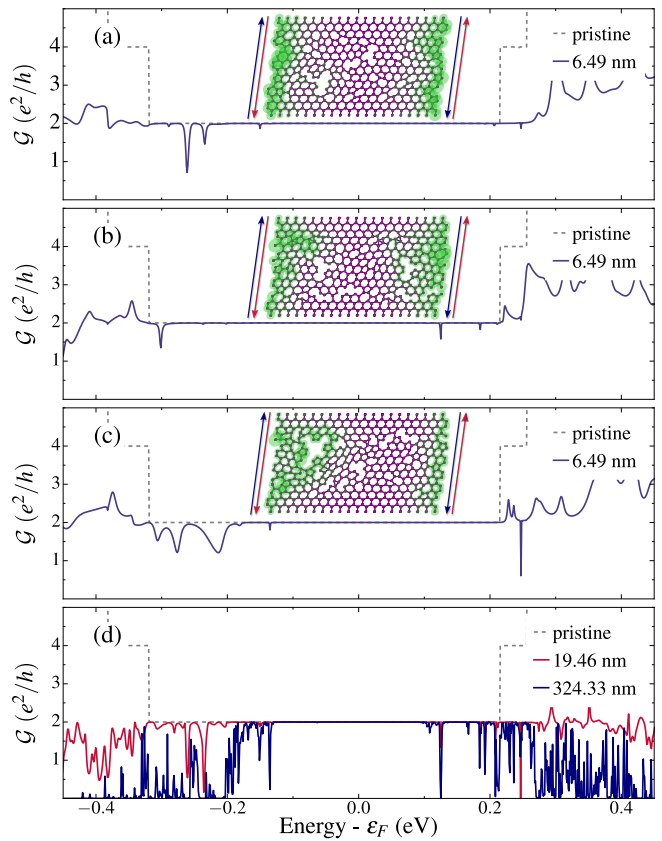 (a)
pristine
6.49 nm
4
3
2
1
𝒢 (e²/h)
(b)
pristine
6.49 nm
4
3
2
1
𝒢 (e²/h)
(c)
pristine
6.49 nm
4
3
2
1
𝒢 (e²/h)
(d)
pristine
19.46 nm
324.33 nm
4
3
2
1
𝒢 (e²/h)
−0.4 −0.2 0.0 0.2 0.4
Energy - ε_F (eV)